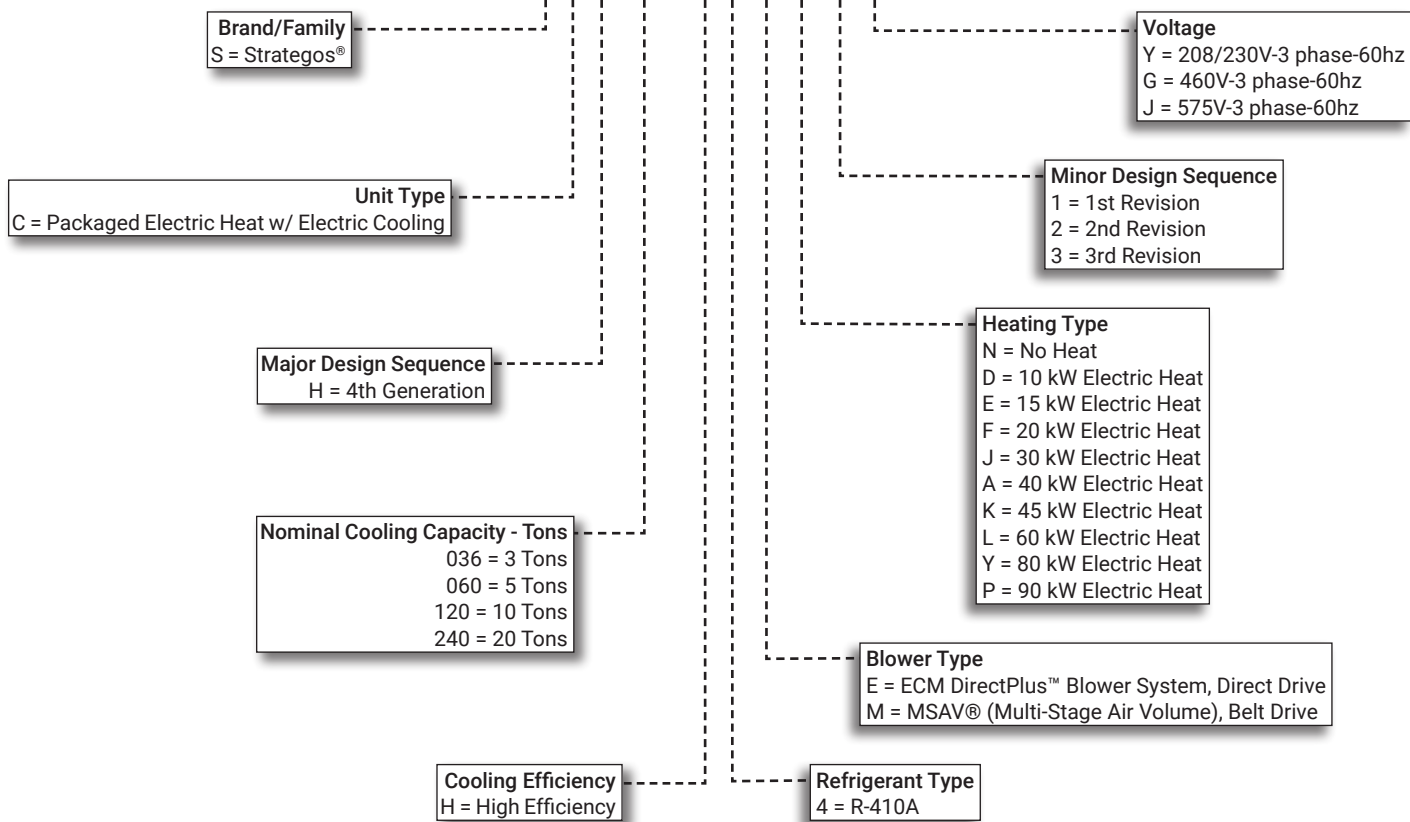 Brand/Family
S = Strategos®
Voltage
Y = 208/230V-3 phase-60hz
G = 460V-3 phase-60hz
J = 575V-3 phase-60hz
Unit Type
C = Packaged Electric Heat w/ Electric Cooling
Minor Design Sequence
1 = 1st Revision
2 = 2nd Revision
3 = 3rd Revision
Major Design Sequence
H = 4th Generation
Heating Type
N = No Heat
D = 10 kW Electric Heat
E = 15 kW Electric Heat
F = 20 kW Electric Heat
J = 30 kW Electric Heat
A = 40 kW Electric Heat
K = 45 kW Electric Heat
L = 60 kW Electric Heat
Y = 80 kW Electric Heat
P = 90 kW Electric Heat
Nominal Cooling Capacity - Tons
036 = 3 Tons
060 = 5 Tons
120 = 10 Tons
240 = 20 Tons
Blower Type
E = ECM DirectPlus™ Blower System, Direct Drive
M = MSAV® (Multi-Stage Air Volume), Belt Drive
Cooling Efficiency
H = High Efficiency
Refrigerant Type
4 = R-410A